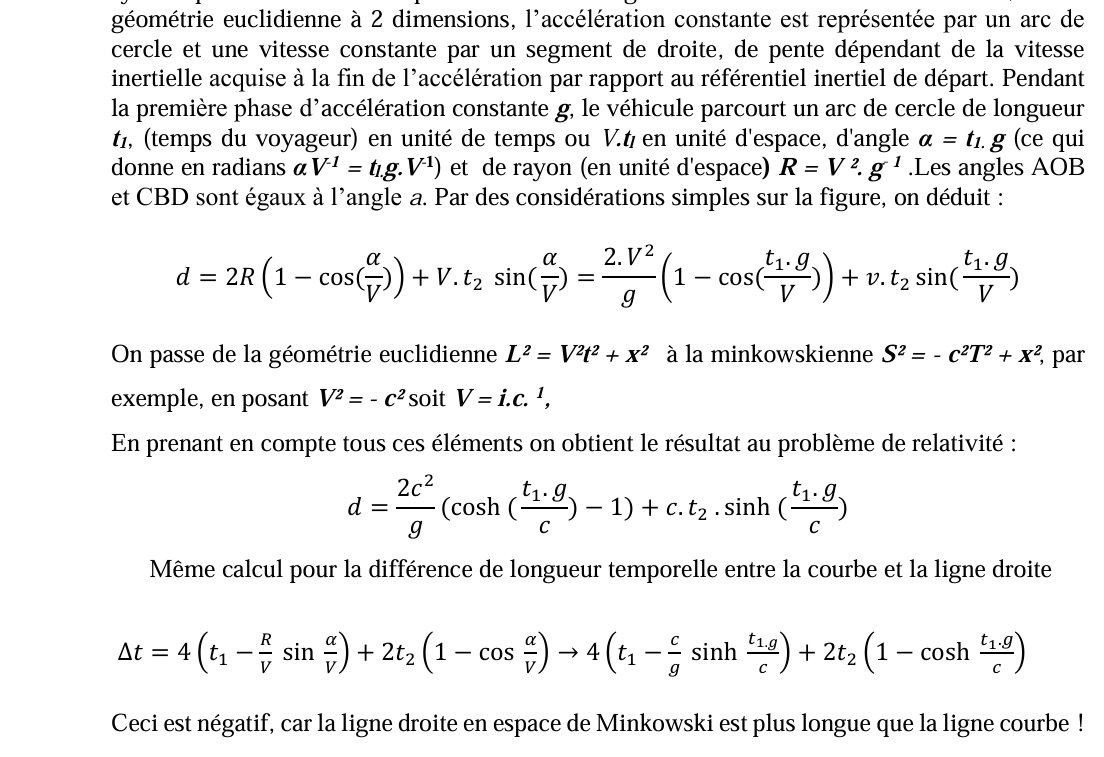 géométrie euclidienne à 2 dimensions, l’accélération constante est représentée par un arc de
cercle et une vitesse constante par un segment de droite, de pente dépendant de la vitesse
inertielle acquise à la fin de l’accélération par rapport au référentiel inertiel de départ. Pendant
la première phase d’accélération constante g, le véhicule parcourt un arc de cercle de longueur
t₁, (temps du voyageur) en unité de temps ou V.t₁ en unité d'espace, d'angle α = t₁. g (ce qui
donne en radians α V⁻¹ = t₁.g.V⁻¹) et de rayon (en unité d'espace) R = V ². g ⁻¹ .Les angles AOB
et CBD sont égaux à l’angle a. Par des considérations simples sur la figure, on déduit :
d = 2R (1 − cos(α/V)) + V.t₂ sin(α/V) = 2.V²/g (1 − cos(t₁.g/V)) + v.t₂ sin(t₁.g/V)
On passe de la géométrie euclidienne L² = V²t² + x² à la minkowskienne S² = - c²T² + x², par
exemple, en posant V² = - c² soit V = i.c. ¹,
En prenant en compte tous ces éléments on obtient le résultat au problème de relativité :
d = 2c²/g (cosh (t₁.g/c) − 1) + c.t₂ . sinh (t₁.g/c)
Même calcul pour la différence de longueur temporelle entre la courbe et la ligne droite
Δt = 4 (t₁ − R/V sin α/V) + 2t₂ (1 − cos α/V) → 4 (t₁ − c/g sinh t₁.g/c) + 2t₂ (1 − cosh t₁.g/c)
Ceci est négatif, car la ligne droite en espace de Minkowski est plus longue que la ligne courbe !